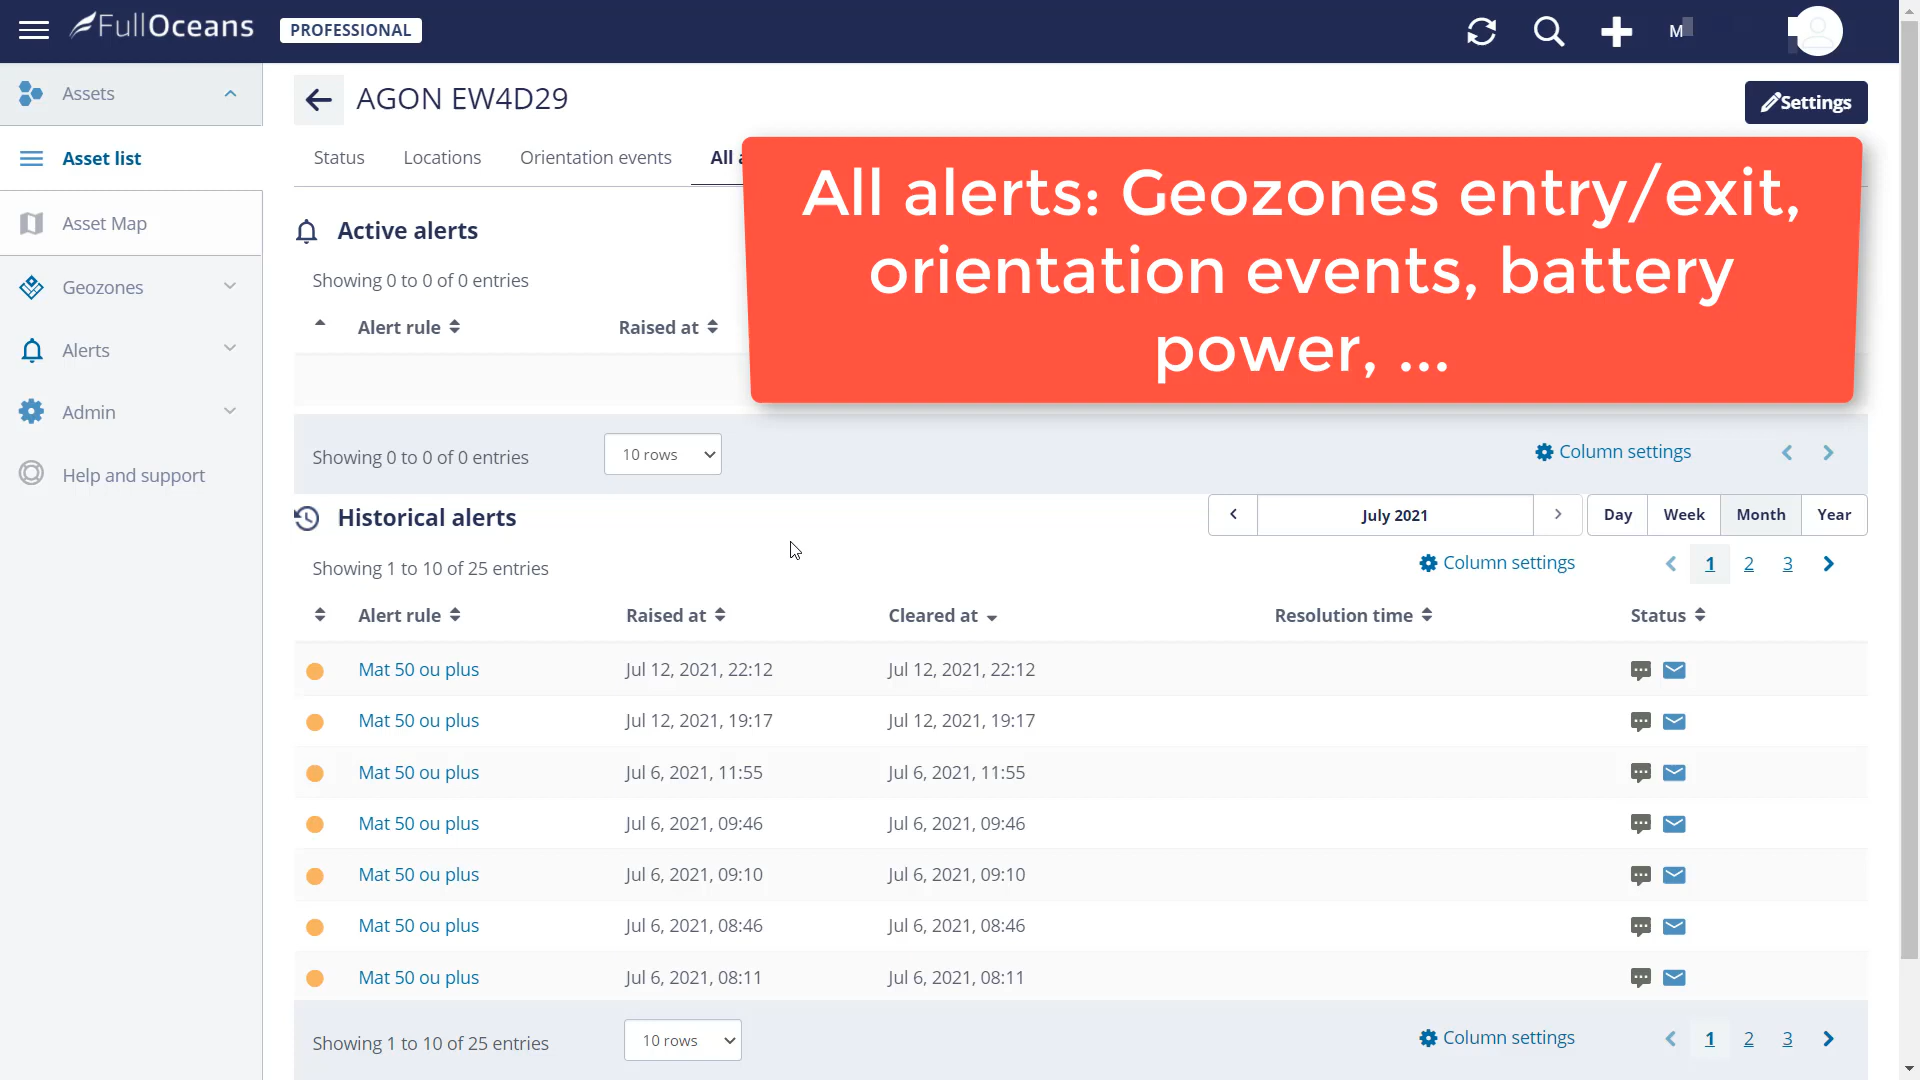 FullOceans
PROFESSIONAL
M
Assets
Asset list
Asset Map
Geozones
Alerts
Admin
Help and support
AGON EW4D29
Settings
Status Locations Orientation events All
All alerts: Geozones entry/exit,
orientation events, battery
power, ...
Active alerts
Showing 0 to 0 of 0 entries
Alert rule Raised at
Showing 0 to 0 of 0 entries 10 rows Column settings
Historical alerts
July 2021 Day Week Month Year
Showing 1 to 10 of 25 entries
Column settings 1 2 3
Alert rule Raised at Cleared at Resolution time Status
Mat 50 ou plus Jul 12, 2021, 22:12 Jul 12, 2021, 22:12
Mat 50 ou plus Jul 12, 2021, 19:17 Jul 12, 2021, 19:17
Mat 50 ou plus Jul 6, 2021, 11:55 Jul 6, 2021, 11:55
Mat 50 ou plus Jul 6, 2021, 09:46 Jul 6, 2021, 09:46
Mat 50 ou plus Jul 6, 2021, 09:10 Jul 6, 2021, 09:10
Mat 50 ou plus Jul 6, 2021, 08:46 Jul 6, 2021, 08:46
Mat 50 ou plus Jul 6, 2021, 08:11 Jul 6, 2021, 08:11
Showing 1 to 10 of 25 entries 10 rows Column settings 1 2 3